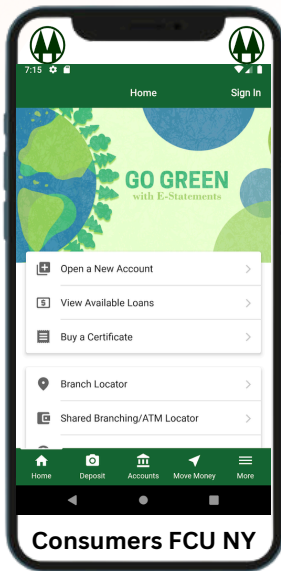 7:15
Home
Sign In
GO GREEN
with E-Statements
Open a New Account
View Available Loans
Buy a Certificate
Branch Locator
Shared Branching/ATM Locator
Home
Deposit
Accounts
Move Money
More
Consumers FCU NY